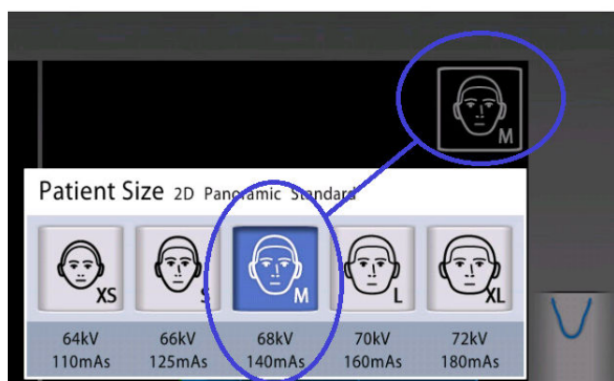 M
Patient Size 2D Panoramic Standard
XS S M L XL
64kV 66kV 68kV 70kV 72kV
110mAs 125mAs 140mAs 160mAs 180mAs